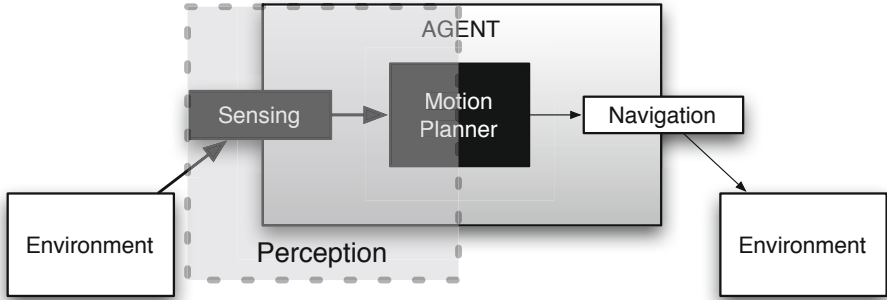 AGENT
Sensing
Motion
Planner
Navigation
Environment
Perception
Environment